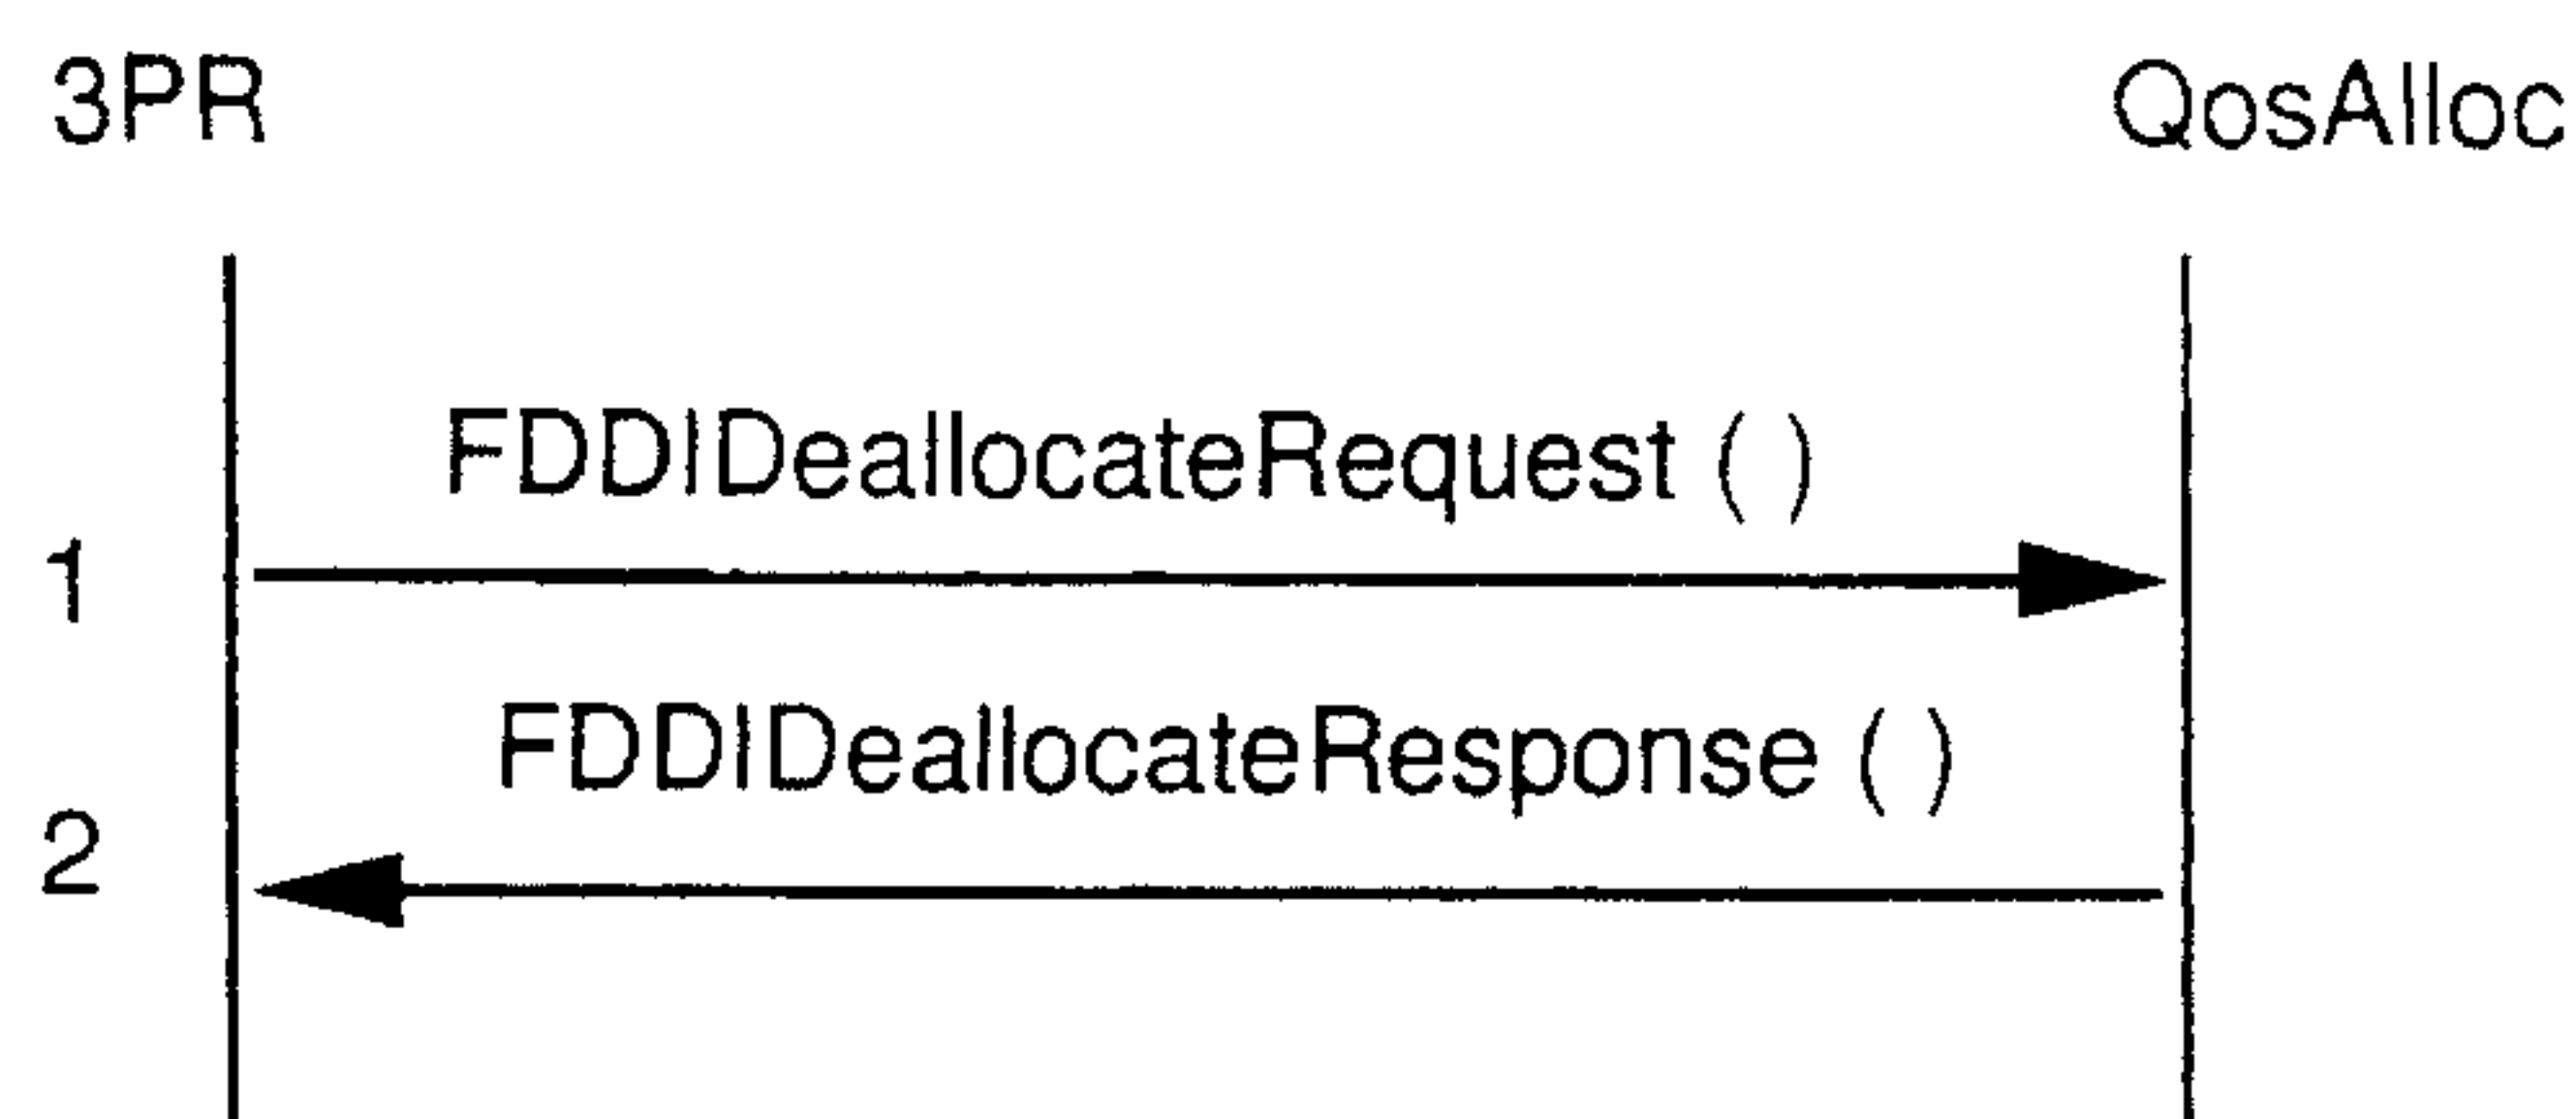 3PR QosAlloc
FDDIDeallocateRequest ( )
1
FDDIDeallocateResponse ( )
2